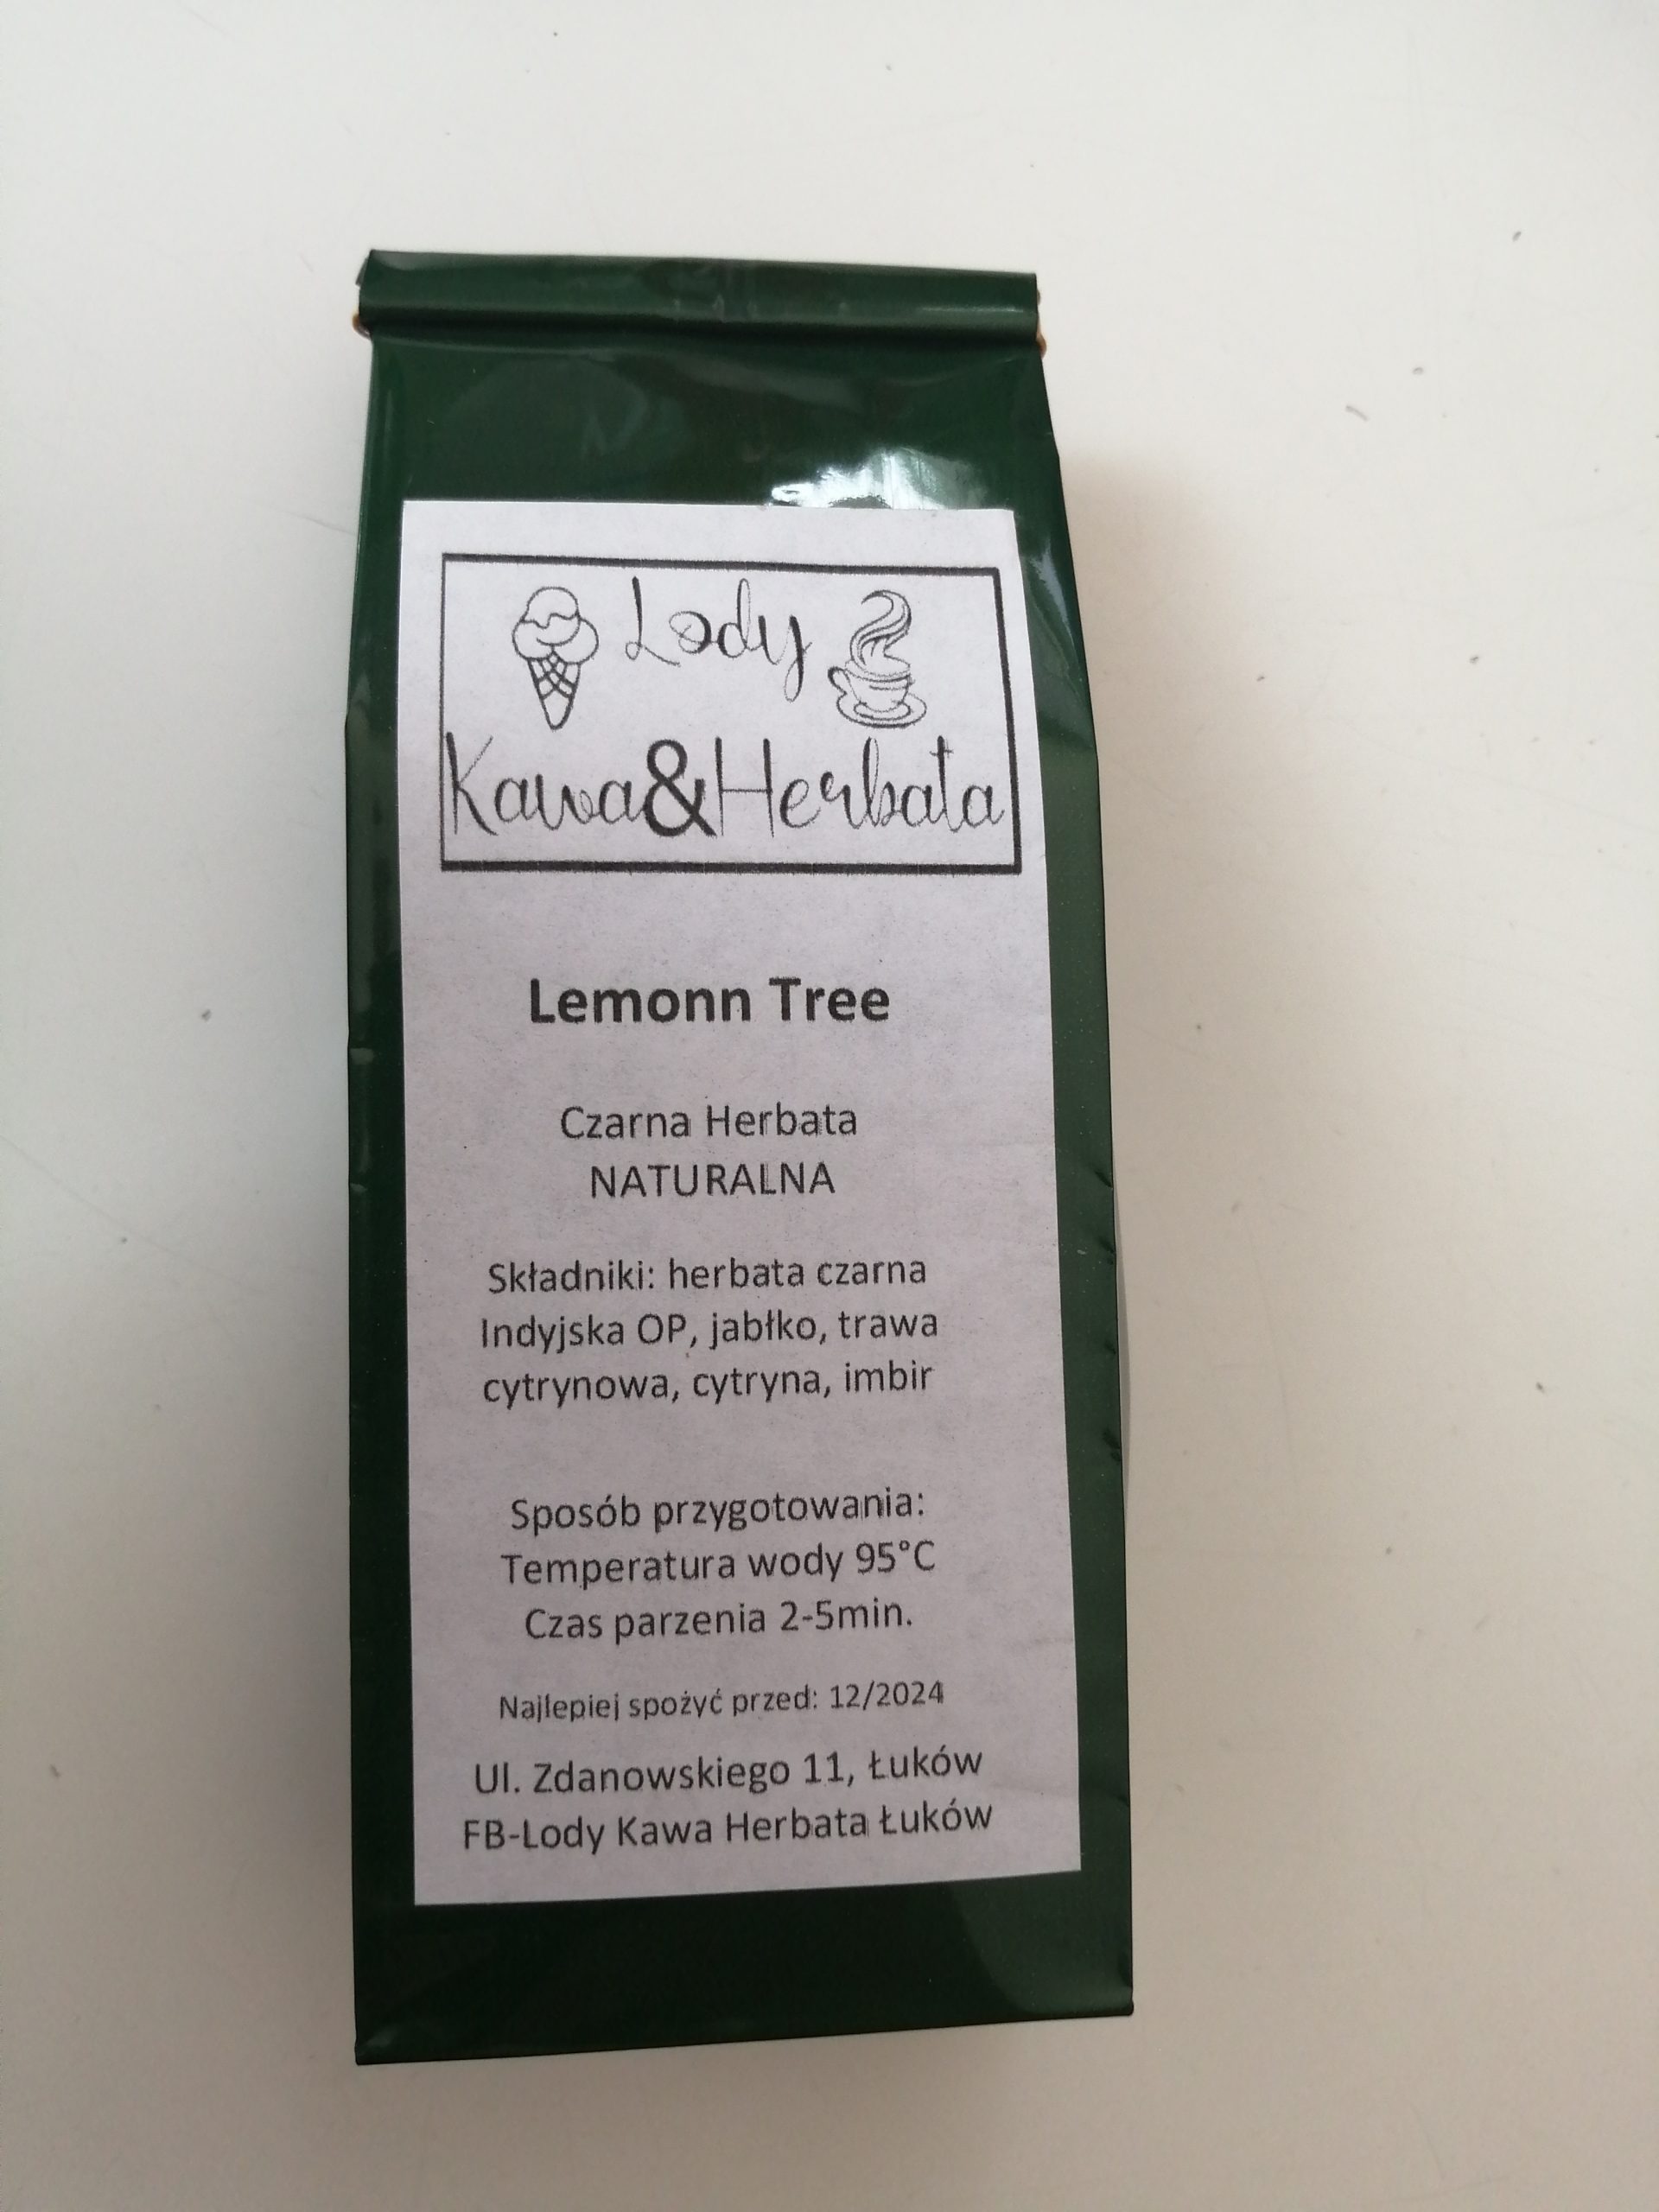 Lody
Kawa&Herbata
Lemonn Tree
Czarna Herbata
NATURALNA
Składniki: herbata czarna
Indyjska OP, jabłko, trawa
cytrynowa, cytryna, imbir
Sposób przygotowania:
Temperatura wody 95°C
Czas parzenia 2-5min.
Najlepiej spożyć przed: 12/2024
Ul. Zdanowskiego 11, Łuków
FB-Lody Kawa Herbata Łuków